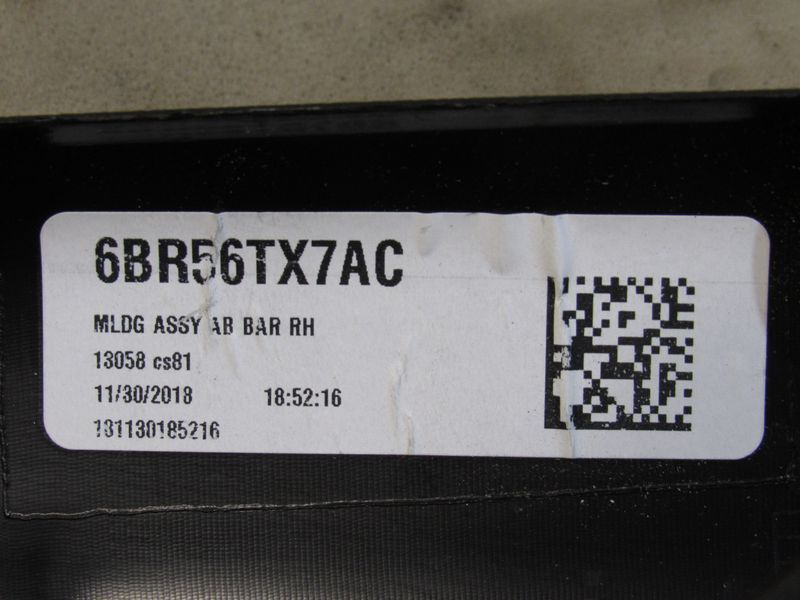 6BR56TX7AC
MLDG ASSY AB BAR RH
13058 cs81
11/30/2018 18:52:16
181130185216